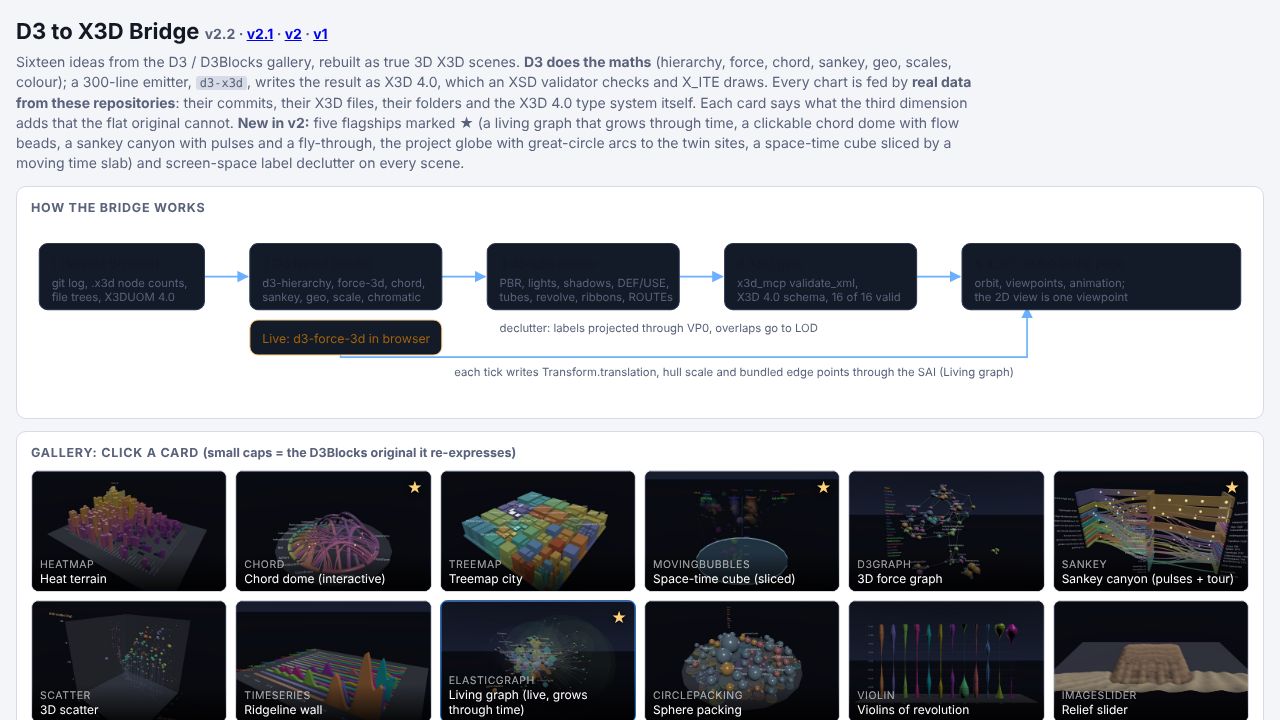 D3 to X3D Bridge v2.2 · v2.1 · v2 · v1
Sixteen ideas from the D3 / D3Blocks gallery, rebuilt as true 3D X3D scenes. D3 does the maths (hierarchy, force, chord, sankey, geo, scales,
colour); a 300-line emitter, d3-x3d, writes the result as X3D 4.0, which an XSD validator checks and X_ITE draws. Every chart is fed by real data
from these repositories: their commits, their X3D files, their folders and the X3D 4.0 type system itself. Each card says what the third dimension
adds that the flat original cannot. New in v2: five flagships marked ★ (a living graph that grows through time, a clickable chord dome with flow
beads, a sankey canyon with pulses and a fly-through, the project globe with great-circle arcs to the twin sites, a space-time cube sliced by a
moving time slab) and screen-space label declutter on every scene.
HOW THE BRIDGE WORKS
git log, .x3d node counts,
file trees, X3DUOM 4.0
d3-hierarchy, force-3d, chord,
sankey, geo, scale, chromatic
PBR, lights, shadows, DEF/USE,
tubes, revolve, ribbons, ROUTEs
x3d_mcp validate_xml,
X3D 4.0 schema, 16 of 16 valid
orbit, viewpoints, animation;
the 2D view is one viewpoint
Live: d3-force-3d in browser
declutter: labels projected through VP0, overlaps go to LOD
each tick writes Transform.translation, hull scale and bundled edge points through the SAI (Living graph)
GALLERY: CLICK A CARD (small caps = the D3Blocks original it re-expresses)
HEATMAP
Heat terrain
★
CHORD
Chord dome (interactive)
TREEMAP
Treemap city
★
MOVINGBUBBLES
Space-time cube (sliced)
D3GRAPH
3D force graph
★
SANKEY
Sankey canyon (pulses + tour)
SCATTER
3D scatter
TIMESERIES
Ridgeline wall
★
ELASTICGRAPH
Living graph (live, grows
through time)
CIRCLEPACKING
Sphere packing
VIOLIN
Violins of revolution
IMAGESLIDER
Relief slider